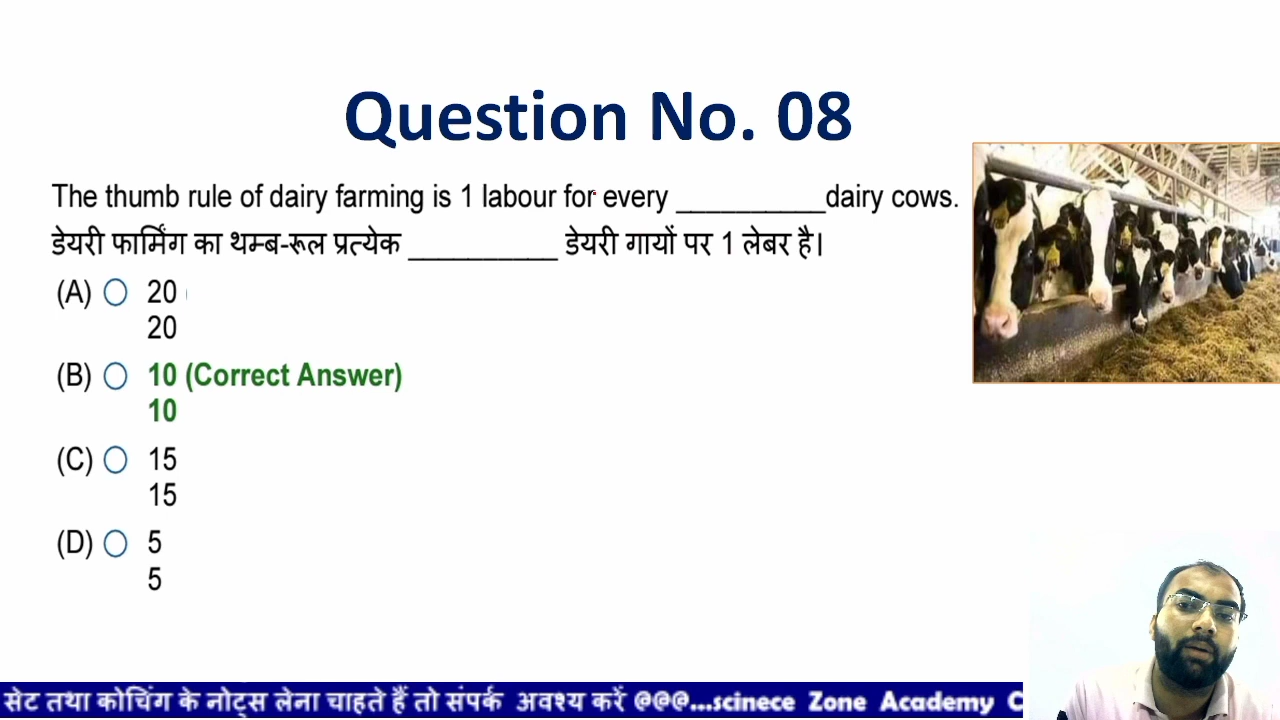 Question No. 08
The thumb rule of dairy farming is 1 labour for every __________dairy cows.
डेयरी फार्मिंग का थम्ब-रूल प्रत्येक __________ डेयरी गायों पर 1 लेबर है।
(A) 20
20
(B) 10 (Correct Answer)
10
(C) 15
15
(D) 5
5
सेट तथा कोचिंग के नोट्स लेना चाहते हैं तो संपर्क अवश्य करें @@@...scinece Zone Academy C